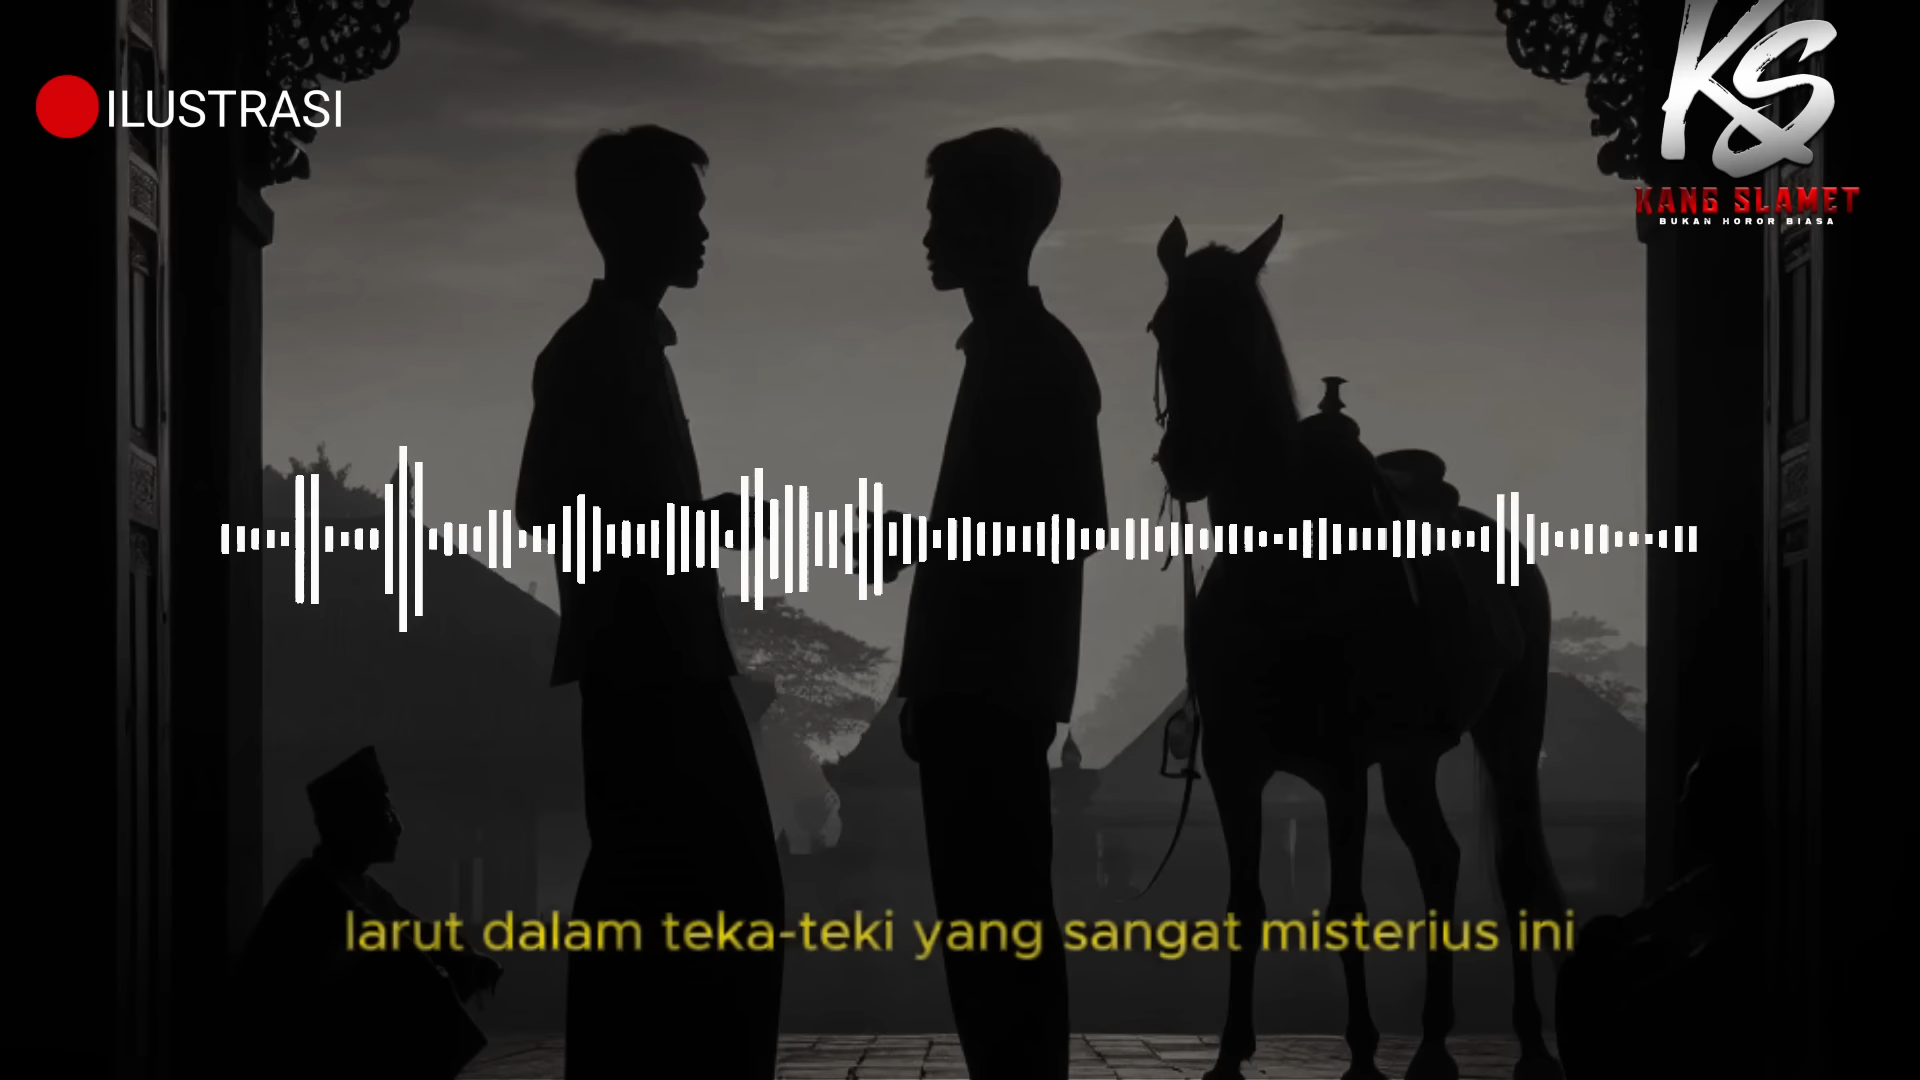 ILUSTRASI
KS
KANG SLAMET
BUKAN HOROR BIASA
larut dalam teka-teki yang sangat misterius ini